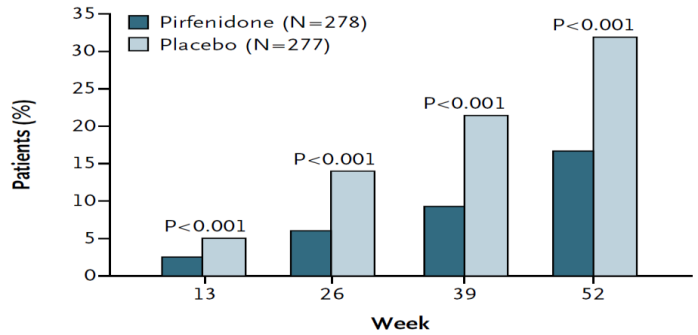 35
30
25
20
15
10
5
0
Patients (%)
Pirfenidone (N=278)
Placebo (N=277)
P<0.001
P<0.001
P<0.001
P<0.001
13
26
39
52
Week